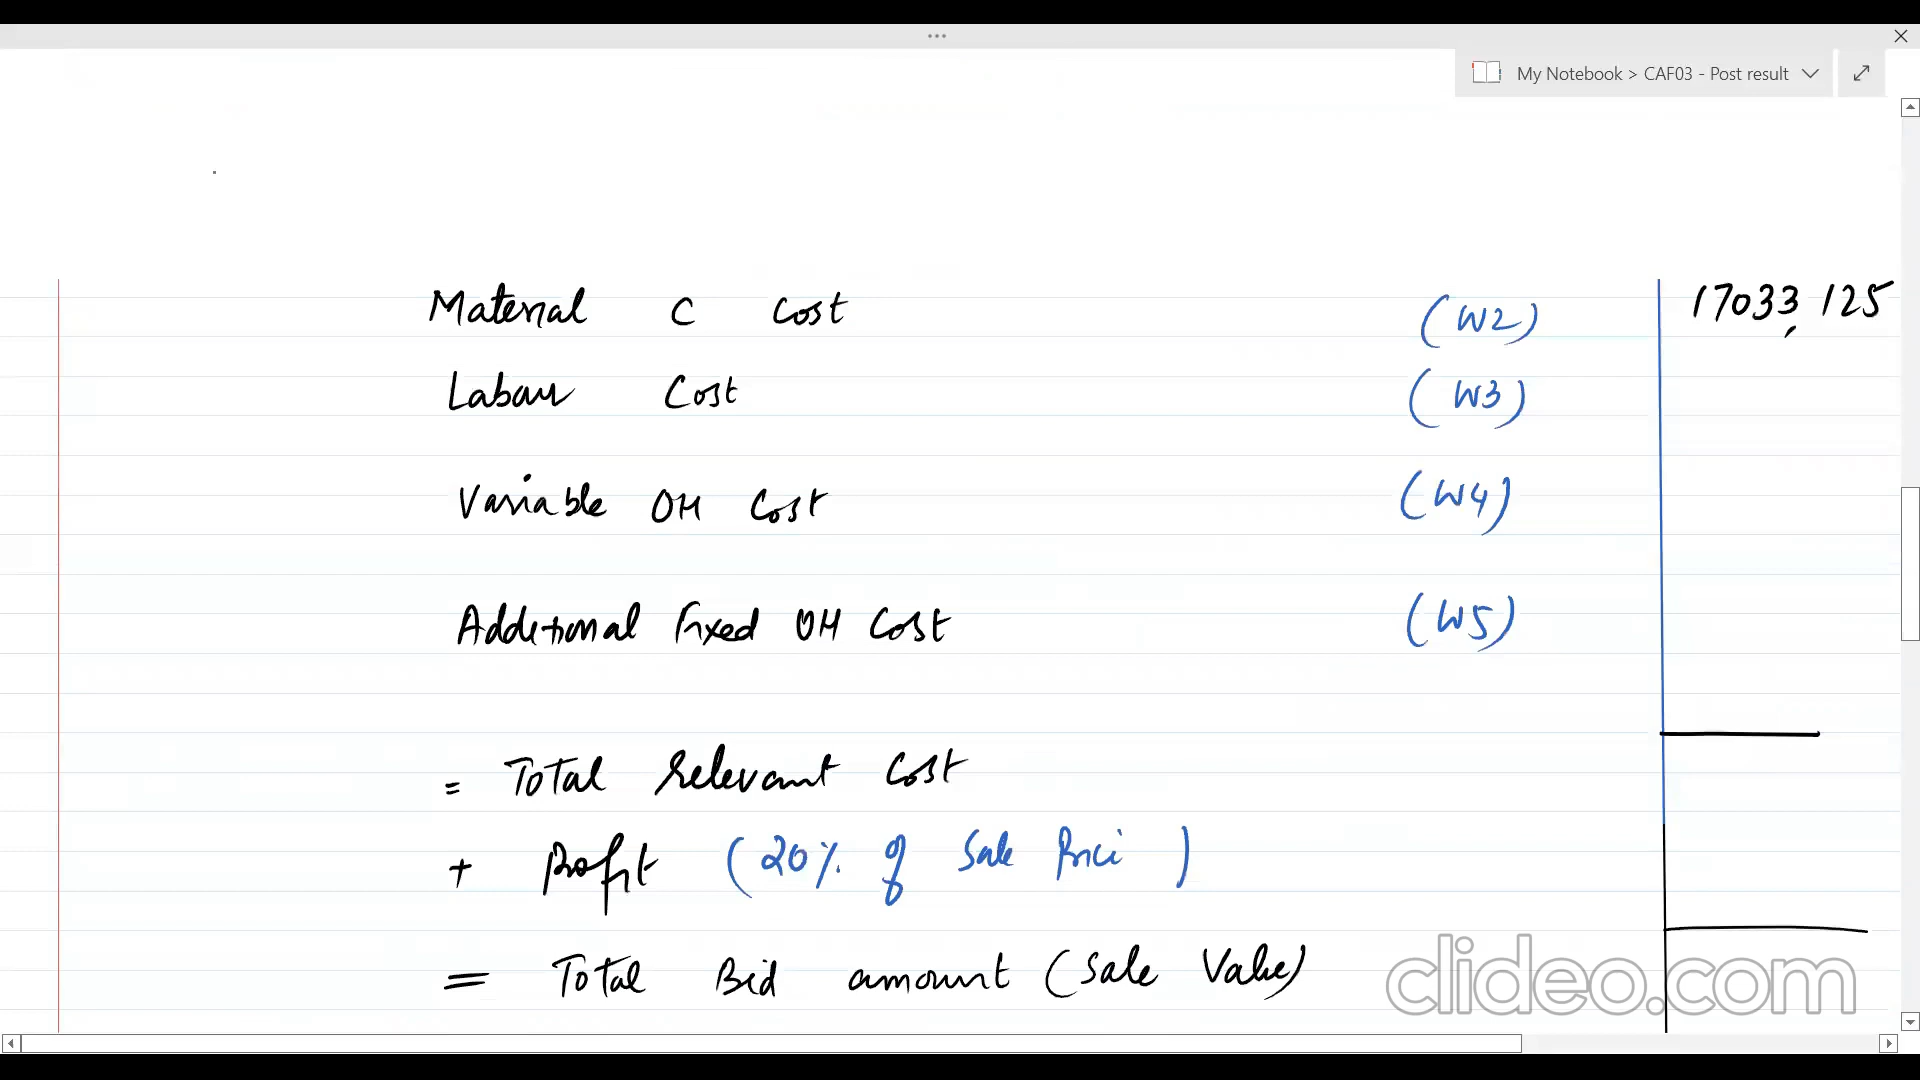 My Notebook > CAF03 - Post result
Material C Cost (W2) 17033,125
Labour Cost (W3)
Variable OH Cost (W4)
Additional Fixed OH Cost (W5)
= Total relevant Cost
+ Profit (20% of Sale Price)
= Total Bid amount (Sale Value)
clideo.com